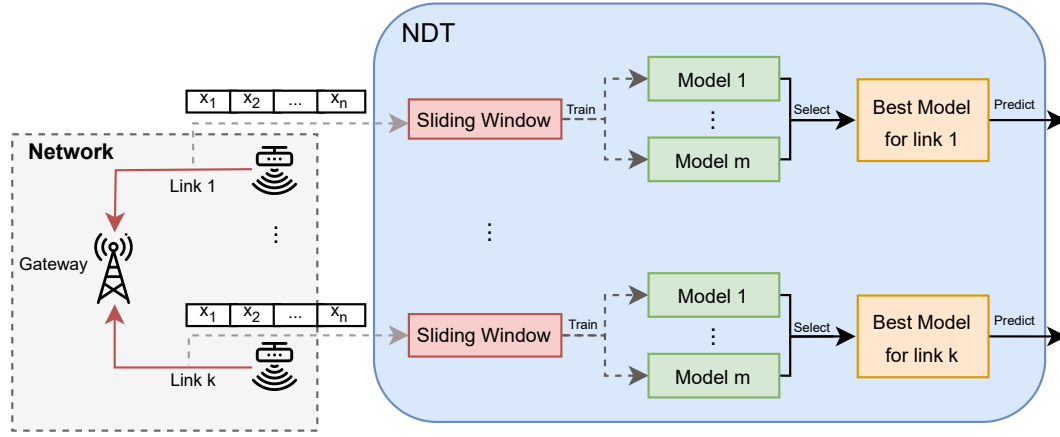 NDT
x1 x2 ... xn
Sliding Window
Train
Model 1
⋮
Model m
Select
Best Model
for link 1
Predict
Network
Link 1
⋮
Gateway
⋮
x1 x2 ... xn
Link k
Sliding Window
Train
Model 1
⋮
Model m
Select
Best Model
for link k
Predict